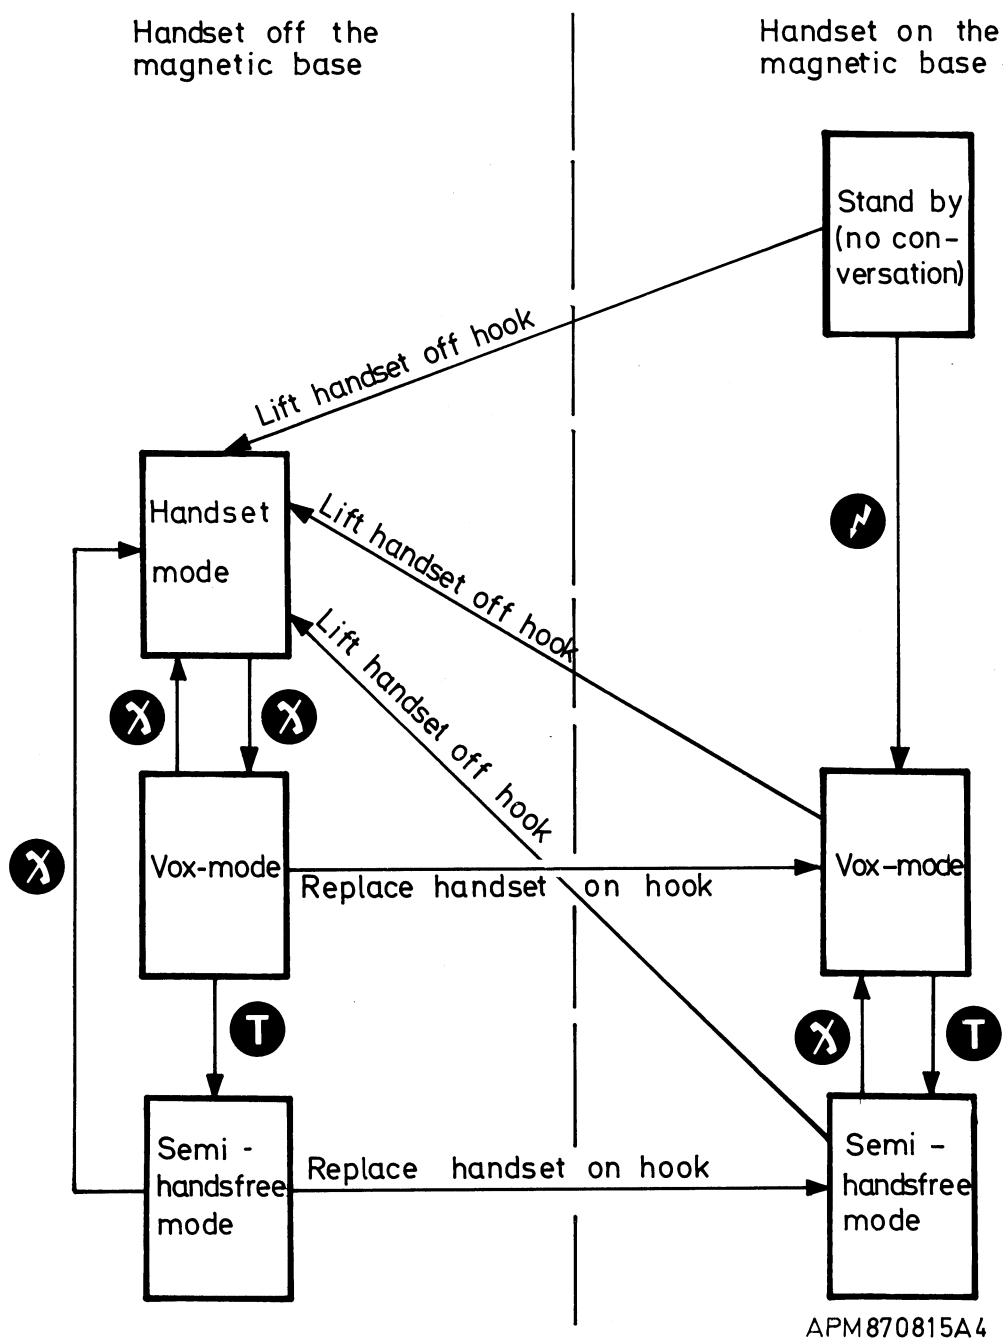 Handset off the
magnetic base
Handset on the
magnetic base
Stand by
(no con-
versation)
Lift handset off hook
Handset
mode
Lift handset off hook
Lift handset off hook
Vox-mode
Replace handset on hook
Vox-mode
T
T
Semi-
handsfree
mode
Replace handset on hook
Semi-
handsfree
mode
APM870815A4